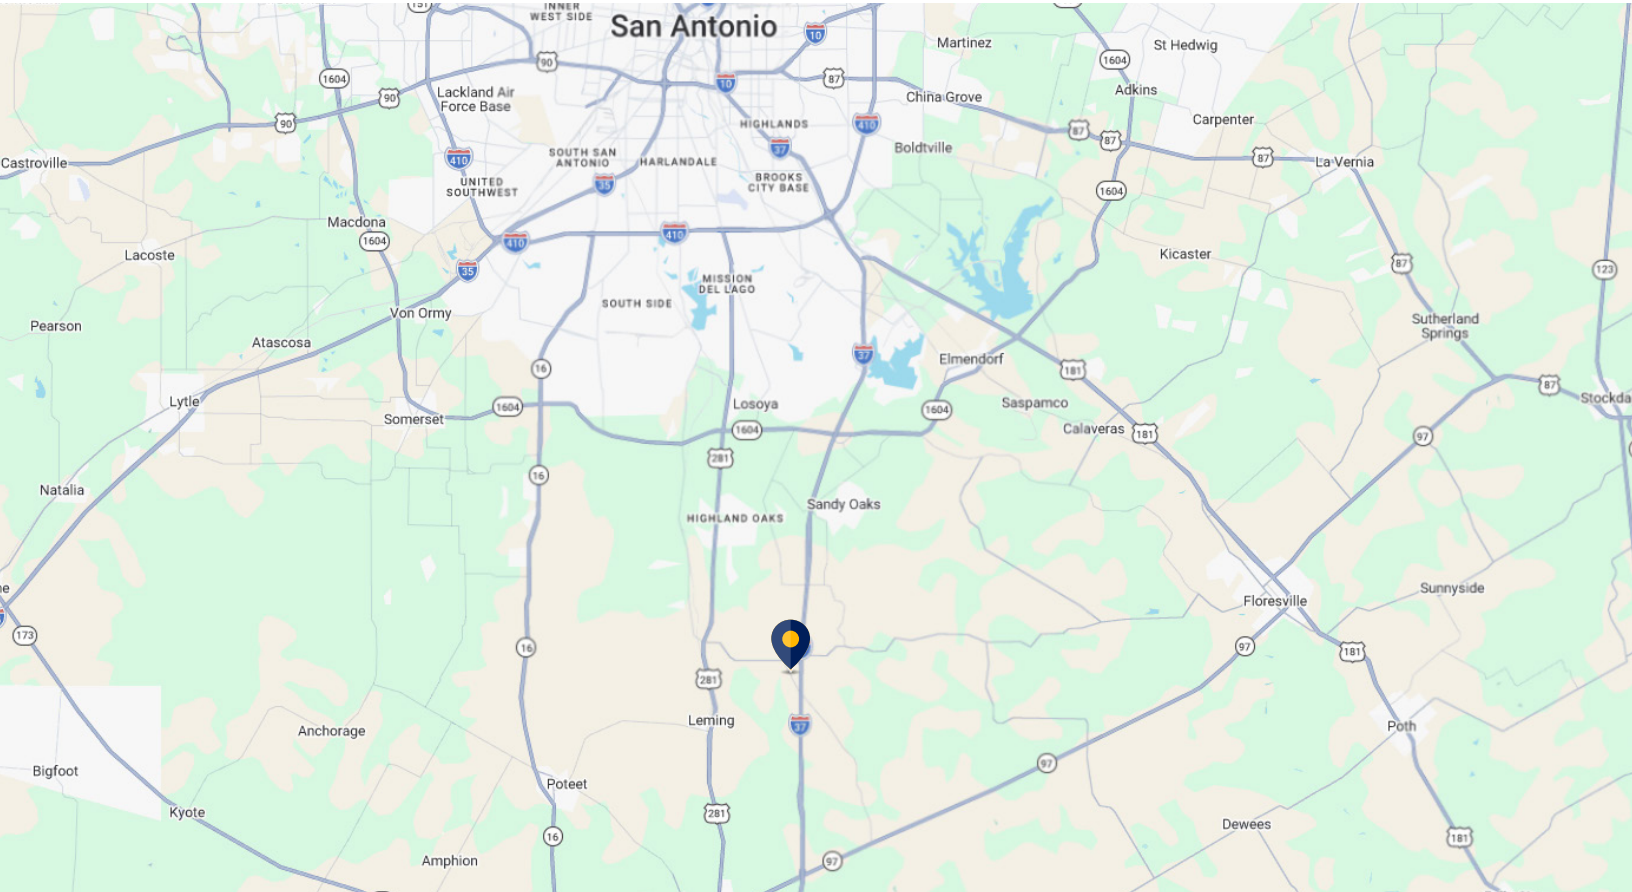 151
INNER
WEST SIDE
San Antonio
10
Martinez
St Hedwig
90
1604
1604
10
87
Adkins
Lackland Air
Force Base
90
China Grove
90
HIGHLANDS
410
Carpenter
87
87
37
Boldtville
410
SOUTH SAN
ANTONIO
HARLANDALE
87
La Vernia
Castroville
35
BROOKS
CITY BASE
UNITED
SOUTHWEST
1604
Macdona
1604
410
410
Lacoste
Kicaster
35
87
123
MISSION
DEL LAGO
SOUTH SIDE
Von Ormy
Pearson
Sutherland
Springs
Atascosa
37
Elmendorf
16
181
87
Lytle
Somerset
1604
Losoya
1604
Saspamco
Stockda
1604
Calaveras
181
97
281
16
Natalia
Sandy Oaks
HIGHLAND OAKS
ne
Sunnyside
Floresville
173
16
97
181
281
Leming
37
Anchorage
Poth
97
Bigfoot
Poteet
Kyote
281
16
Dewees
181
Amphion
97